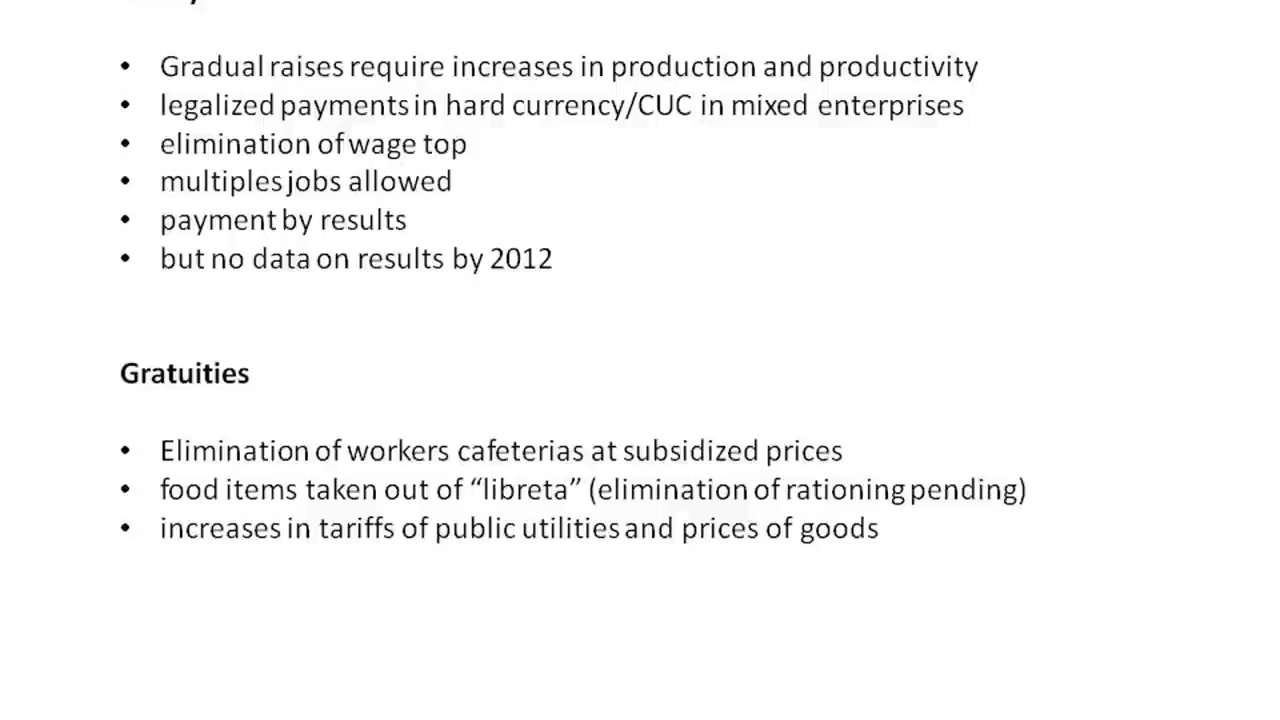 • Gradual raises require increases in production and productivity
• legalized payments in hard currency/CUC in mixed enterprises
• elimination of wage top
• multiples jobs allowed
• payment by results
• but no data on results by 2012
Gratuities
• Elimination of workers cafeterias at subsidized prices
• food items taken out of “libreta” (elimination of rationing pending)
• increases in tariffs of public utilities and prices of goods